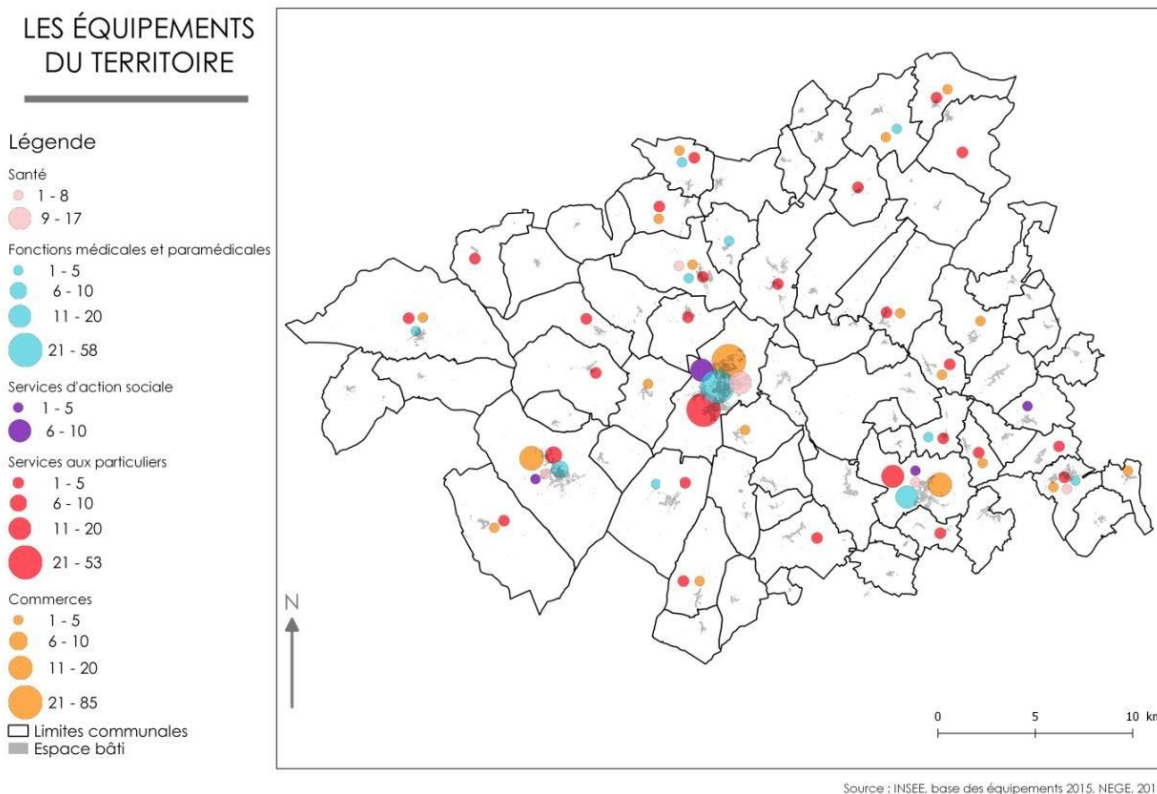 LES ÉQUIPEMENTS
DU TERRITOIRE
Légende
Santé
1 - 8
9 - 17
Fonctions médicales et paramédicales
1 - 5
6 - 10
11 - 20
21 - 58
Services d'action sociale
1 - 5
6 - 10
Services aux particuliers
1 - 5
6 - 10
11 - 20
21 - 53
Commerces
1 - 5
6 - 10
11 - 20
21 - 85
Limites communales
Espace bâti
N
0 5 10 km
Source : INSEE, base des équipements 2015, NEGE, 201